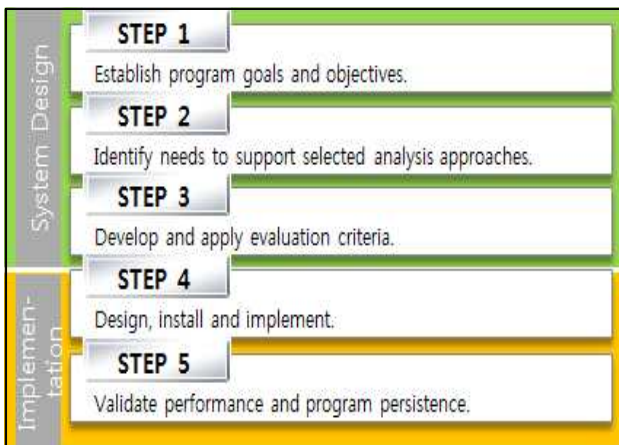 System Design
STEP 1
Establish program goals and objectives.
STEP 2
Identify needs to support selected analysis approaches.
STEP 3
Develop and apply evaluation criteria.
Implemen-
tation
STEP 4
Design, install and implement.
STEP 5
Validate performance and program persistence.